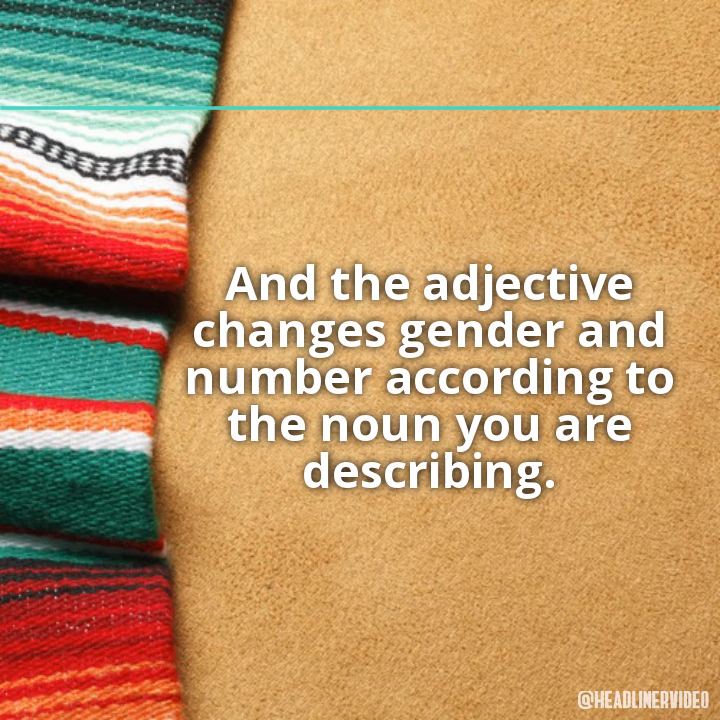 And the adjective
changes gender and
number according to
the noun you are
describing.
@HEADLINERVIDEO